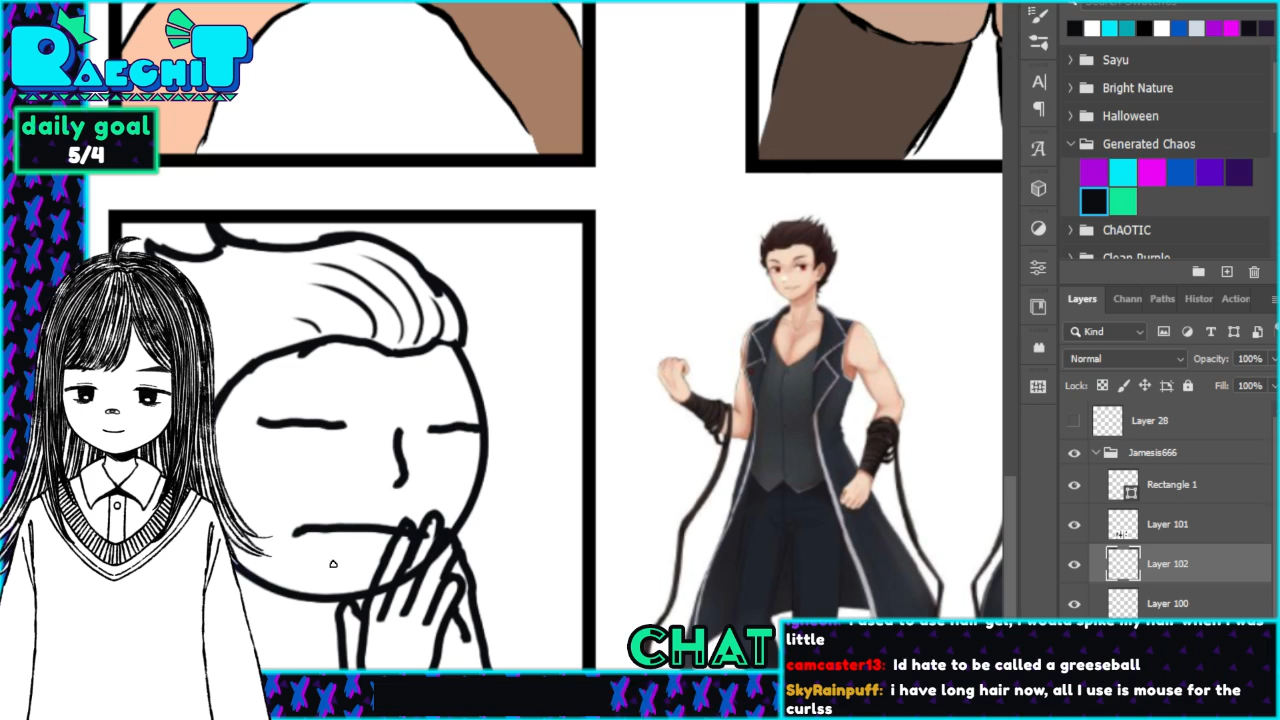 RAECHIT
daily goal
5/4
Sayu
Bright Nature
Halloween
Generated Chaos
ChAOTIC
Clean Purple
Layers Chann Paths Histor Action
Kind
Normal Opacity: 100%
Lock: Fill: 100%
Layer 28
Jamesis666
Rectangle 1
Layer 101
Layer 102
Layer 100
CHAT
little
camcaster13: Id hate to be called a greeseball
SkyRainpuff: i have long hair now, all I use is mouse for the
curlss